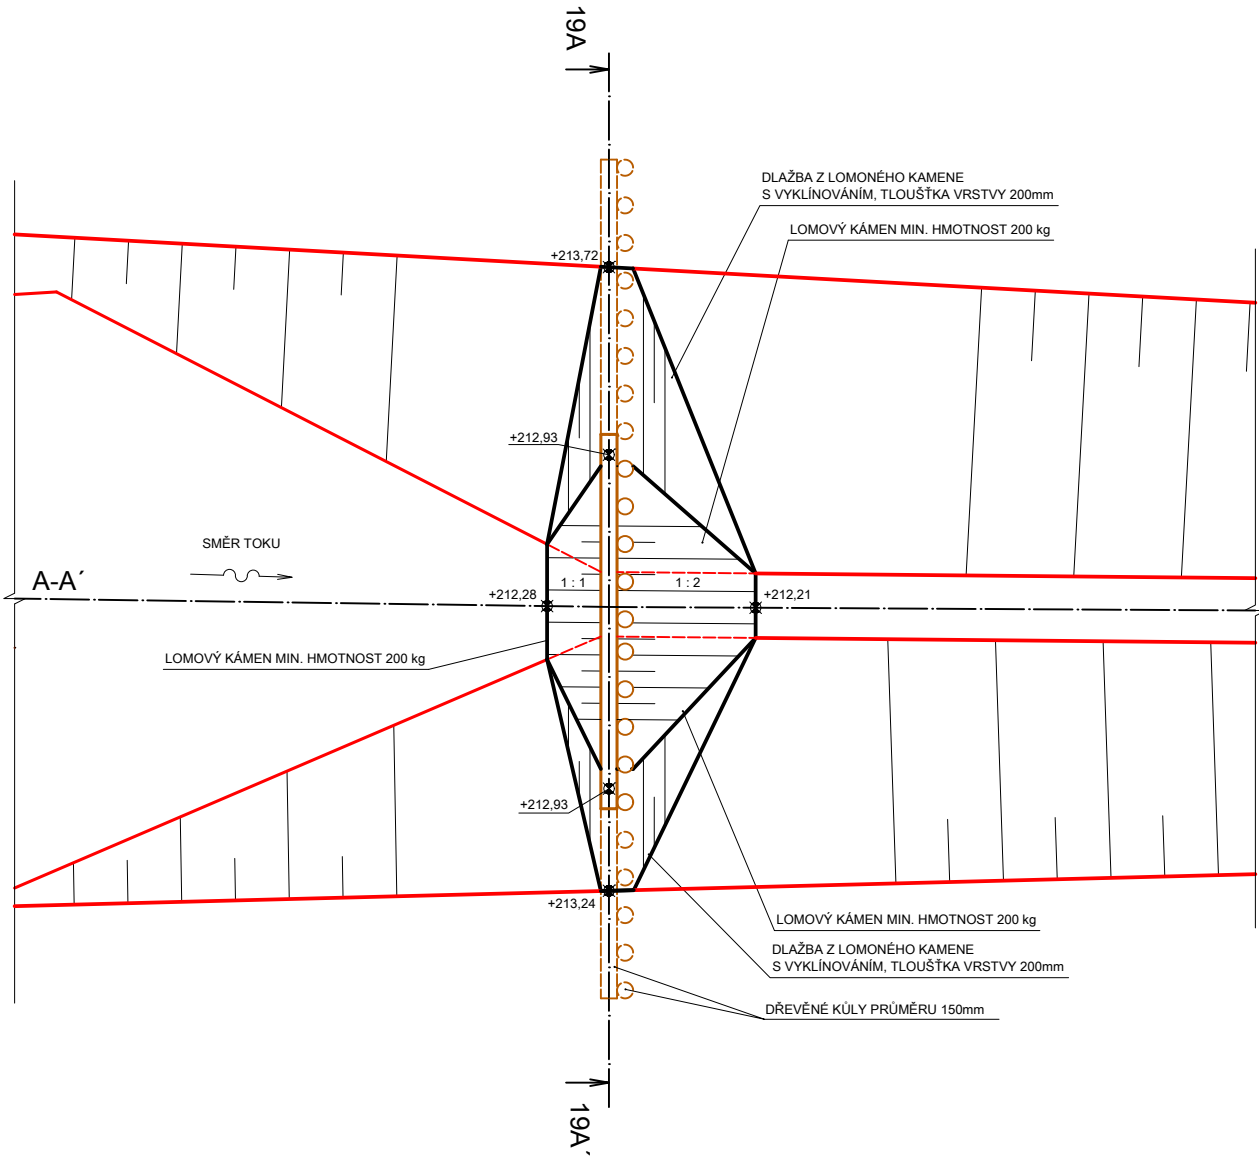 19A
DLAŽBA Z LOMONÉHO KAMENE
S VYKLÍNOVÁNÍM, TLOUŠŤKA VRSTVY 200mm
LOMOVÝ KÁMEN MIN. HMOTNOST 200 kg
+213,72
+212,93
SMĚR TOKU
A-A´
1 : 1
1 : 2
+212,28
+212,21
LOMOVÝ KÁMEN MIN. HMOTNOST 200 kg
+212,93
+213,24
LOMOVÝ KÁMEN MIN. HMOTNOST 200 kg
DLAŽBA Z LOMONÉHO KAMENE
S VYKLÍNOVÁNÍM, TLOUŠŤKA VRSTVY 200mm
DŘEVĚNÉ KŮLY PRŮMĚRU 150mm
19A´